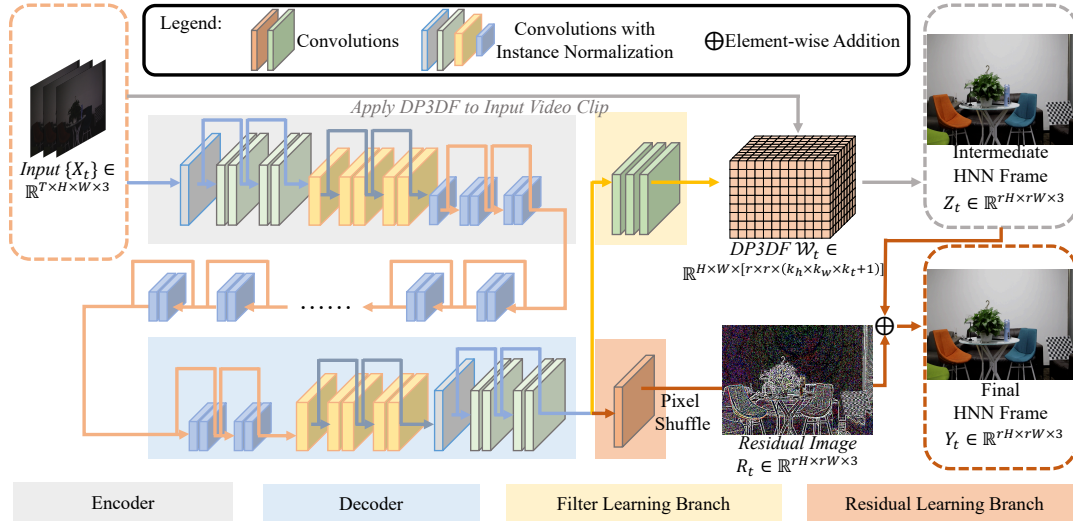 Legend:
Convolutions
Convolutions with
Instance Normalization
⊕Element-wise Addition
Apply DP3DF to Input Video Clip
Input {X_t} ∈
ℝ^{T×H×W×3}
Intermediate
HNN Frame
Z_t ∈ ℝ^{rH×rW×3}
DP3DF 𝒲_t ∈
ℝ^{H×W×[r×r×(k_h×k_w×k_t+1)]}
......
Pixel
Shuffle
Residual Image
R_t ∈ ℝ^{rH×rW×3}
Final
HNN Frame
Y_t ∈ ℝ^{rH×rW×3}
Encoder
Decoder
Filter Learning Branch
Residual Learning Branch